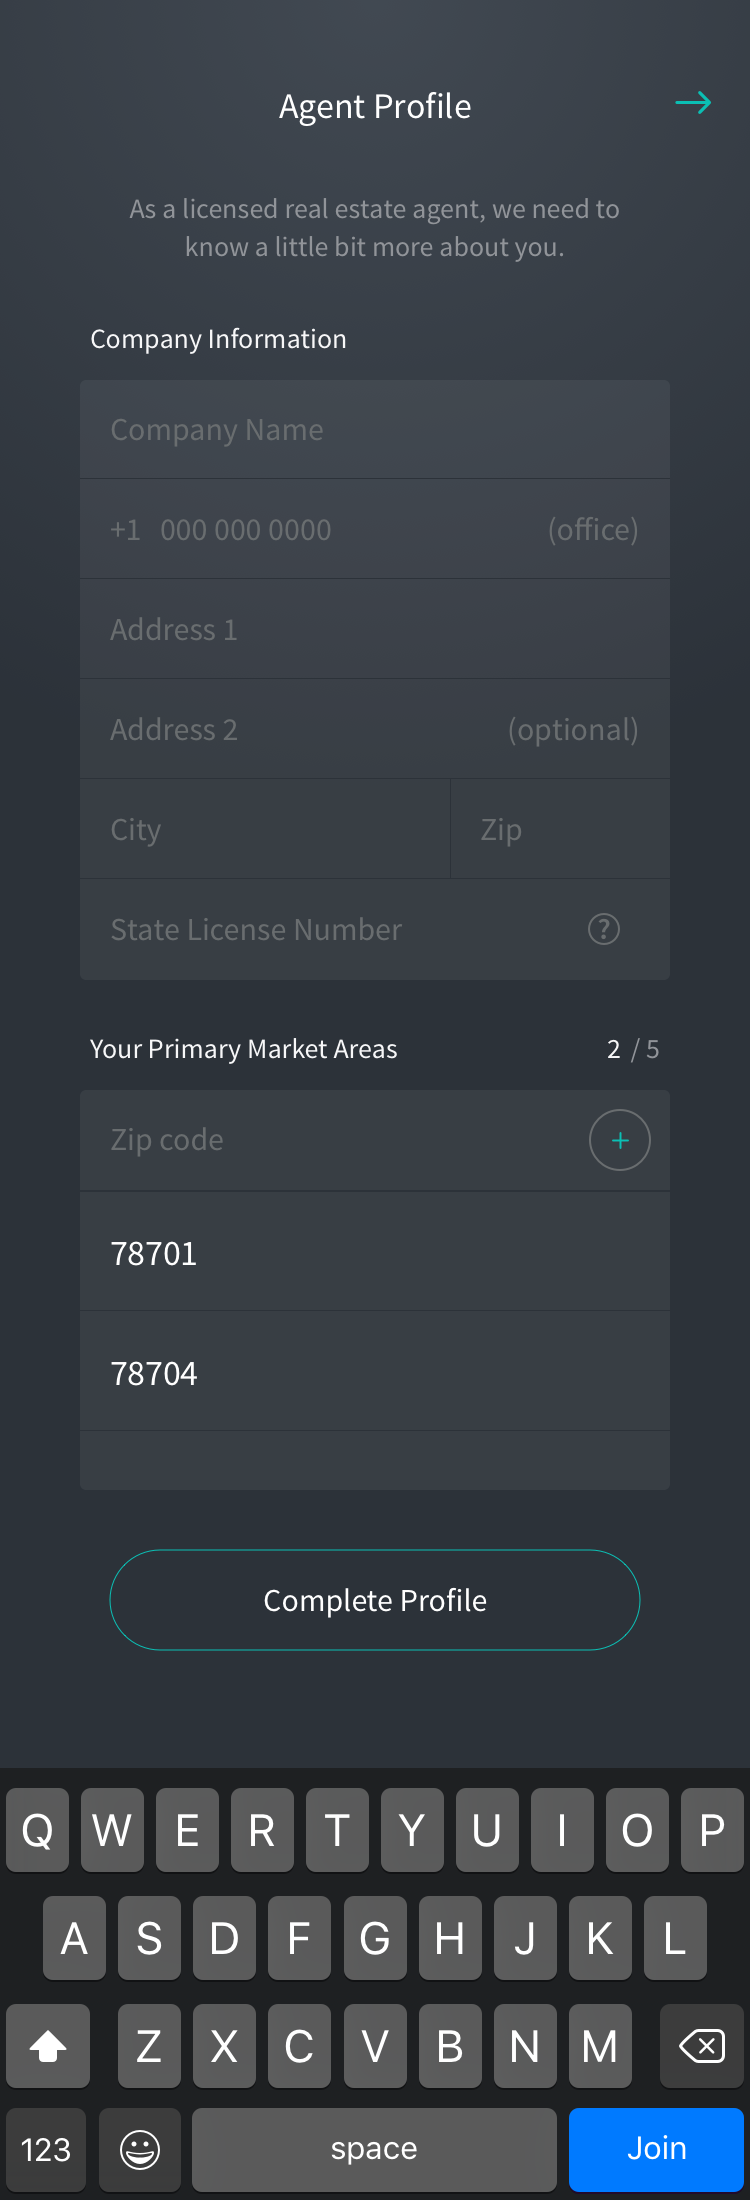 Agent Profile
As a licensed real estate agent, we need to
know a little bit more about you.
Company Information
Company Name
+1 000 000 0000 (office)
Address 1
Address 2 (optional)
City Zip
State License Number ?
Your Primary Market Areas 2 / 5
Zip code +
78701
78704
Complete Profile
Q W E R T Y U I O P
A S D F G H J K L
Z X C V B N M
123 space Join